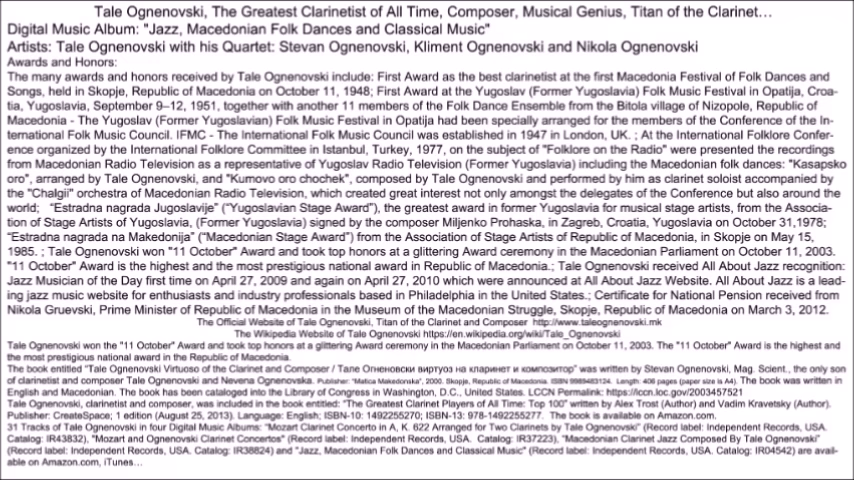 Tale Ognenovski, The Greatest Clarinetist of All Time, Composer, Musical Genius, Titan of the Clarinet…
Digital Music Album: "Jazz, Macedonian Folk Dances and Classical Music"
Artists: Tale Ognenovski with his Quartet: Stevan Ognenovski, Kliment Ognenovski and Nikola Ognenovski
Awards and Honors:
The many awards and honors received by Tale Ognenovski include: First Award as the best clarinetist at the first Macedonia Festival of Folk Dances and
Songs, held in Skopje, Republic of Macedonia on October 11, 1948; First Award at the Yugoslav (Former Yugoslavia) Folk Music Festival in Opatija, Croa-
tia, Yugoslavia, September 9–12, 1951, together with another 11 members of the Folk Dance Ensemble from the Bitola village of Nizopole, Republic of
Macedonia - The Yugoslav (Former Yugoslavian) Folk Music Festival in Opatija had been specially arranged for the members of the Conference of the In-
ternational Folk Music Council. IFMC - The International Folk Music Council was established in 1947 in London, UK. ; At the International Folklore Confer-
ence organized by the International Folklore Committee in Istanbul, Turkey, 1977, on the subject of "Folklore on the Radio" were presented the recordings
from Macedonian Radio Television as a representative of Yugoslav Radio Television (Former Yugoslavia) including the Macedonian folk dances: "Kasapsko
oro", arranged by Tale Ognenovski, and "Kumovo oro chochek", composed by Tale Ognenovski and performed by him as clarinet soloist accompanied by
the "Chalgii" orchestra of Macedonian Radio Television, which created great interest not only amongst the delegates of the Conference but also around the
world; "Estradna nagrada Jugoslavije" ("Yugoslavian Stage Award"), the greatest award in former Yugoslavia for musical stage artists, from the Associa-
tion of Stage Artists of Yugoslavia, (Former Yugoslavia) signed by the composer Miljenko Prohaska, in Zagreb, Croatia, Yugoslavia on October 31,1978;
"Estradna nagrada na Makedonija" ("Macedonian Stage Award") from the Association of Stage Artists of Republic of Macedonia, in Skopje on May 15,
1985. ; Tale Ognenovski won "11 October" Award and took top honors at a glittering Award ceremony in the Macedonian Parliament on October 11, 2003.
"11 October" Award is the highest and the most prestigious national award in Republic of Macedonia.; Tale Ognenovski received All About Jazz recognition:
Jazz Musician of the Day first time on April 27, 2009 and again on April 27, 2010 which were announced at All About Jazz Website. All About Jazz is a lead-
ing jazz music website for enthusiasts and industry professionals based in Philadelphia in the United States.; Certificate for National Pension received from
Nikola Gruevski, Prime Minister of Republic of Macedonia in the Museum of the Macedonian Struggle, Skopje, Republic of Macedonia on March 3, 2012.
The Official Website of Tale Ognenovski, Titan of the Clarinet and Composer http://www.taleognenovski.mk
The Wikipedia Website of Tale Ognenovski https://en.wikipedia.org/wiki/Tale_Ognenovski
Tale Ognenovski won the "11 October" Award and took top honors at a glittering Award ceremony in the Macedonian Parliament on October 11, 2003. The "11 October" Award is the highest and
the most prestigious national award in the Republic of Macedonia.
The book entitled "Tale Ognenovski Virtuoso of the Clarinet and Composer / Тале Огненовски виртуоз на кларинет и композитор" was written by Stevan Ognenovski, Mag. Scient., the only son
of clarinetist and composer Tale Ognenovski and Nevena Ognenovska. Publisher: "Matica Makedonska", 2000. Skopje, Republic of Macedonia. ISBN 9989483124. Length: 406 pages (paper size is A4). The book was written in
English and Macedonian. The book has been cataloged into the Library of Congress in Washington, D.C., United States. LCCN Permalink: https://lccn.loc.gov/2003457521
Tale Ognenovski, clarinetist and composer, was included in the book entitled: "The Greatest Clarinet Players of All Time: Top 100" written by Alex Trost (Author) and Vadim Kravetsky (Author).
Publisher: CreateSpace; 1 edition (August 25, 2013). Language: English; ISBN-10: 1492255270; ISBN-13: 978-1492255277. The book is available on Amazon.com.
31 Tracks of Tale Ognenovski in four Digital Music Albums: "Mozart Clarinet Concerto in A, K. 622 Arranged for Two Clarinets by Tale Ognenovski" (Record label: Independent Records, USA.
Catalog: IR43832), "Mozart and Ognenovski Clarinet Concertos" (Record label: Independent Records, USA. Catalog: IR37223), "Macedonian Clarinet Jazz Composed By Tale Ognenovski"
(Record label: Independent Records, USA. Catalog: IR38824) and "Jazz, Macedonian Folk Dances and Classical Music" (Record label: Independent Records, USA. Catalog: IR04542) are avail-
able on Amazon.com, iTunes…